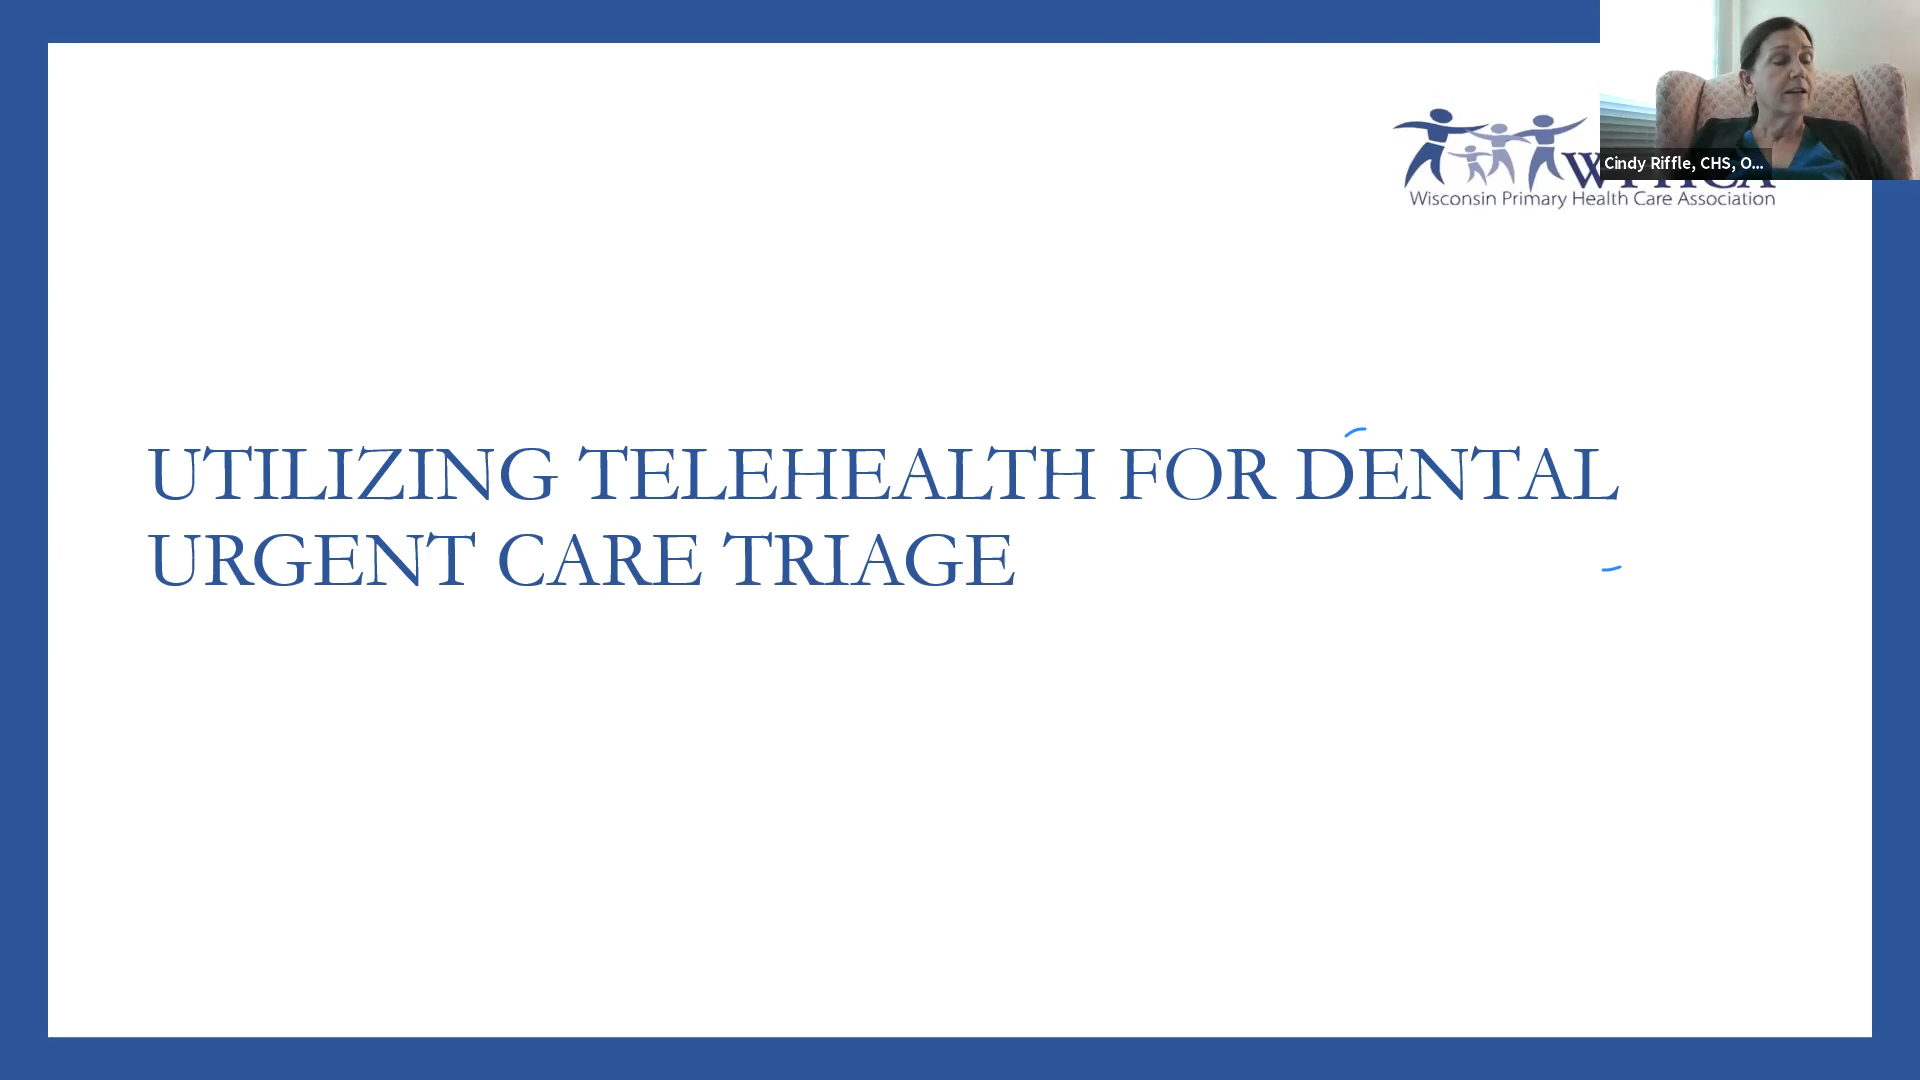 Cindy Riffle, CHS, O...
Wisconsin Primary Health Care Association
UTILIZING TELEHEALTH FOR DENTAL
URGENT CARE TRIAGE